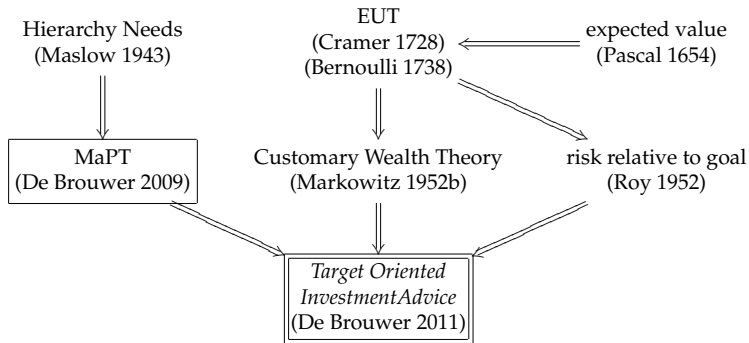 Hierarchy Needs
(Maslow 1943)
EUT
(Cramer 1728)
(Bernoulli 1738)
expected value
(Pascal 1654)
MaPT
(De Brouwer 2009)
Customary Wealth Theory
(Markowitz 1952b)
risk relative to goal
(Roy 1952)
Target Oriented
InvestmentAdvice
(De Brouwer 2011)